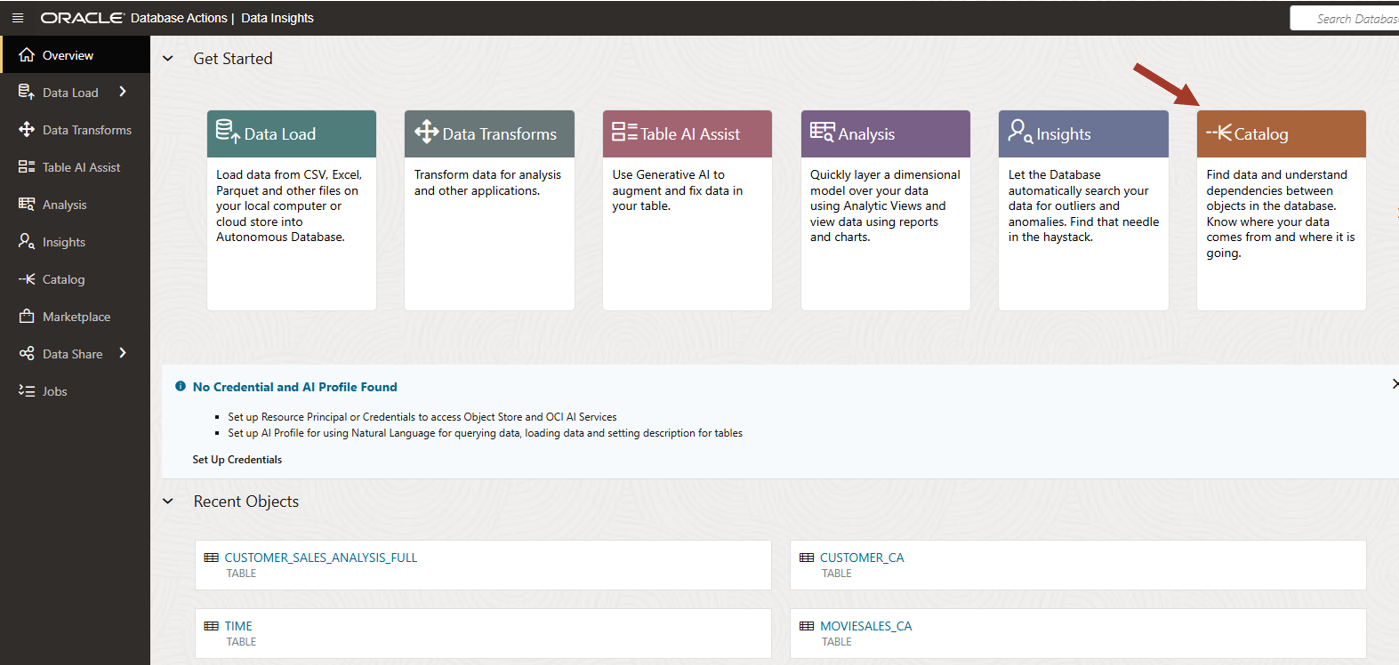 ORACLE Database Actions | Data Insights
Search Databas
Overview
Data Load
Data Transforms
Table AI Assist
Analysis
Insights
Catalog
Marketplace
Data Share
Jobs
Get Started
Data Load
Load data from CSV, Excel,
Parquet and other files on
your local computer or
cloud store into
Autonomous Database.
Data Transforms
Transform data for analysis
and other applications.
Table AI Assist
Use Generative AI to
augment and fix data in
your table.
Analysis
Quickly layer a dimensional
model over your data
using Analytic Views and
view data using reports
and charts.
Insights
Let the Database
automatically search your
data for outliers and
anomalies. Find that needle
in the haystack.
Catalog
Find data and understand
dependencies between
objects in the database.
Know where your data
comes from and where it is
going.
No Credential and AI Profile Found
Set up Resource Principal or Credentials to access Object Store and OCI AI Services
Set up AI Profile for using Natural Language for querying data, loading data and setting description for tables
Set Up Credentials
Recent Objects
CUSTOMER_SALES_ANALYSIS_FULL
TABLE
CUSTOMER_CA
TABLE
TIME
TABLE
MOVIESALES_CA
TABLE